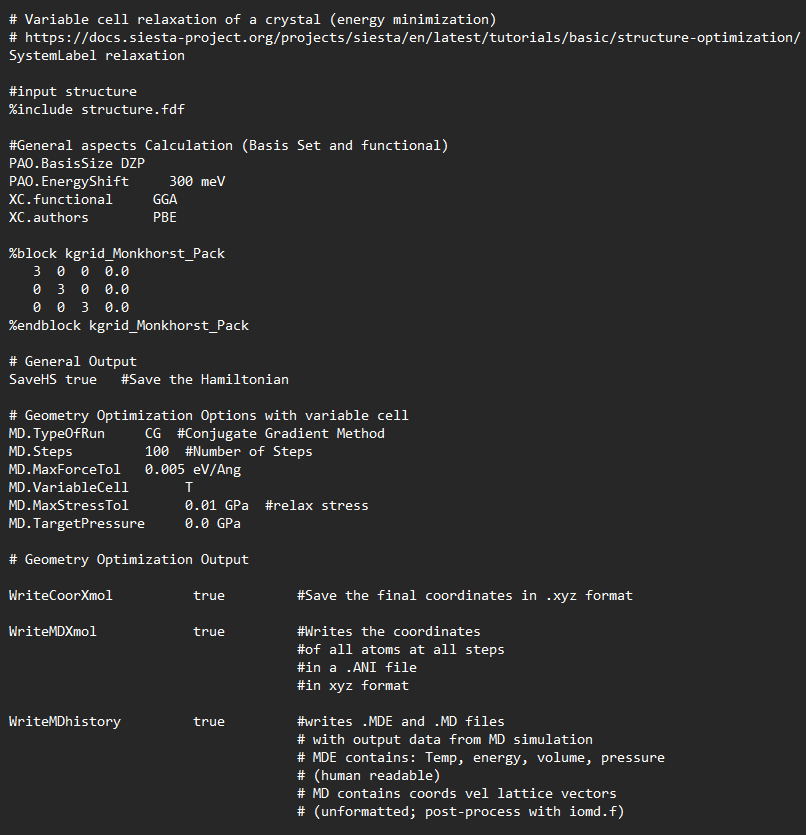 # Variable cell relaxation of a crystal (energy minimization)
# https://docs.siesta-project.org/projects/siesta/en/latest/tutorials/basic/structure-optimization/
SystemLabel relaxation
#input structure
%include structure.fdf
#General aspects Calculation (Basis Set and functional)
PAO.BasisSize DZP
PAO.EnergyShift     300 meV
XC.functional     GGA
XC.authors        PBE
%block kgrid_Monkhorst_Pack
   3  0  0  0.0
   0  3  0  0.0
   0  0  3  0.0
%endblock kgrid_Monkhorst_Pack
# General Output
SaveHS true   #Save the Hamiltonian
# Geometry Optimization Options with variable cell
MD.TypeOfRun     CG  #Conjugate Gradient Method
MD.Steps         100  #Number of Steps
MD.MaxForceTol   0.005 eV/Ang
MD.VariableCell       T
MD.MaxStressTol       0.01 GPa  #relax stress
MD.TargetPressure     0.0 GPa
# Geometry Optimization Output
WriteCoorXmol          true         #Save the final coordinates in .xyz format
WriteMDXmol            true         #Writes the coordinates
                                    #of all atoms at all steps
                                    #in a .ANI file
                                    #in xyz format
WriteMDhistory         true         #writes .MDE and .MD files
                                    # with output data from MD simulation
                                    # MDE contains: Temp, energy, volume, pressure
                                    # (human readable)
                                    # MD contains coords vel lattice vectors
                                    # (unformatted; post-process with iomd.f)